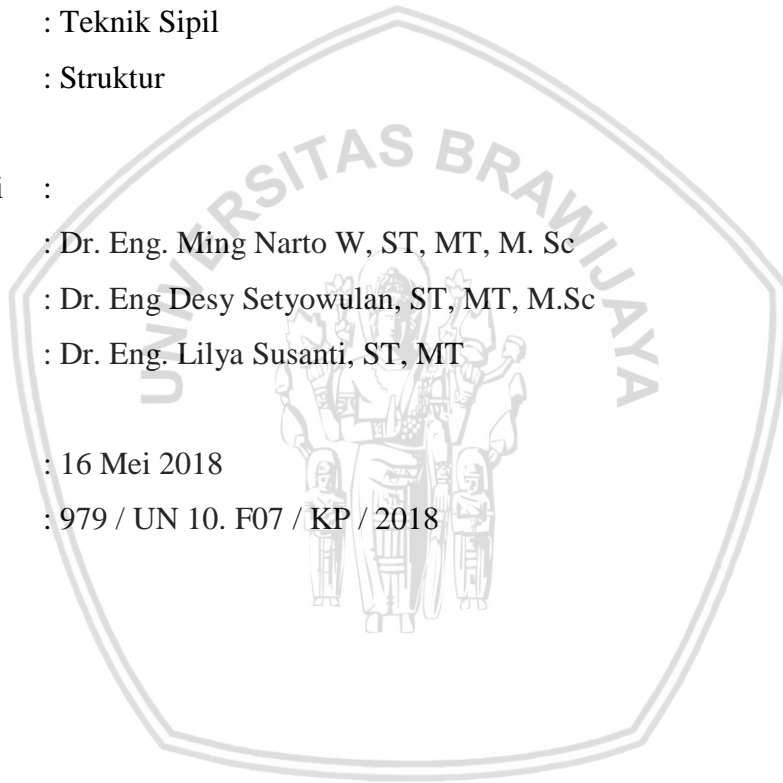 : Teknik Sipil
: Struktur
UNIVERSITAS BRAWIJAYA
i :
: Dr. Eng. Ming Narto W, ST, MT, M. Sc
: Dr. Eng Desy Setyowulan, ST, MT, M.Sc
: Dr. Eng. Lilya Susanti, ST, MT
: 16 Mei 2018
: 979 / UN 10. F07 / KP / 2018